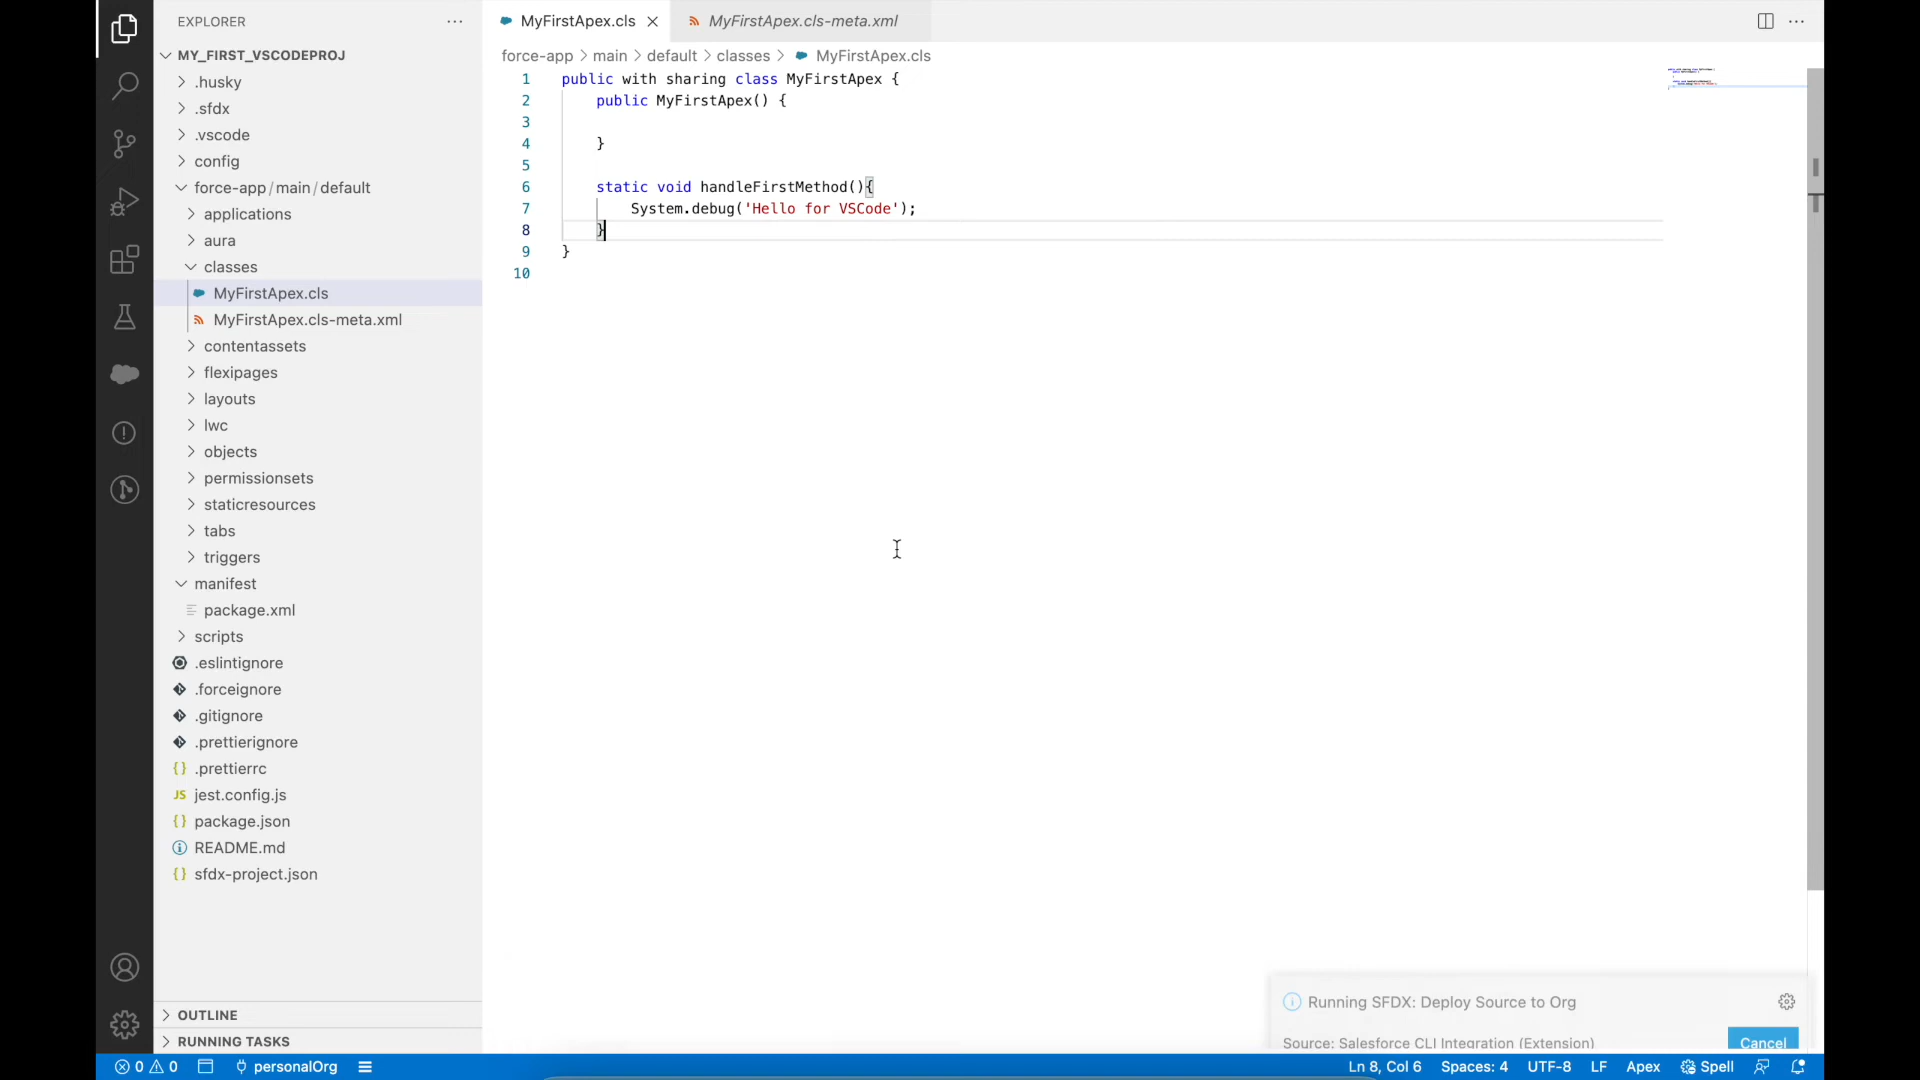 EXPLORER
MY_FIRST_VSCODEPROJ
.husky
.sfdx
.vscode
config
force-app/main/default
applications
aura
classes
MyFirstApex.cls
MyFirstApex.cls-meta.xml
contentassets
flexipages
layouts
lwc
objects
permissionsets
staticresources
tabs
triggers
manifest
package.xml
scripts
.eslintignore
.forceignore
.gitignore
.prettierignore
{} .prettierrc
JS jest.config.js
{} package.json
README.md
{} sfdx-project.json
OUTLINE
RUNNING TASKS
MyFirstApex.cls
MyFirstApex.cls-meta.xml
force-app > main > default > classes > MyFirstApex.cls
1 public with sharing class MyFirstApex {
2 public MyFirstApex() {
3
4 }
5
6 static void handleFirstMethod(){
7 System.debug('Hello for VSCode');
8 }
9 }
10
Running SFDX: Deploy Source to Org
Source: Salesforce CLI Integration (Extension)
Cancel
0 0 personalOrg Ln 8, Col 6 Spaces: 4 UTF-8 LF Apex Spell